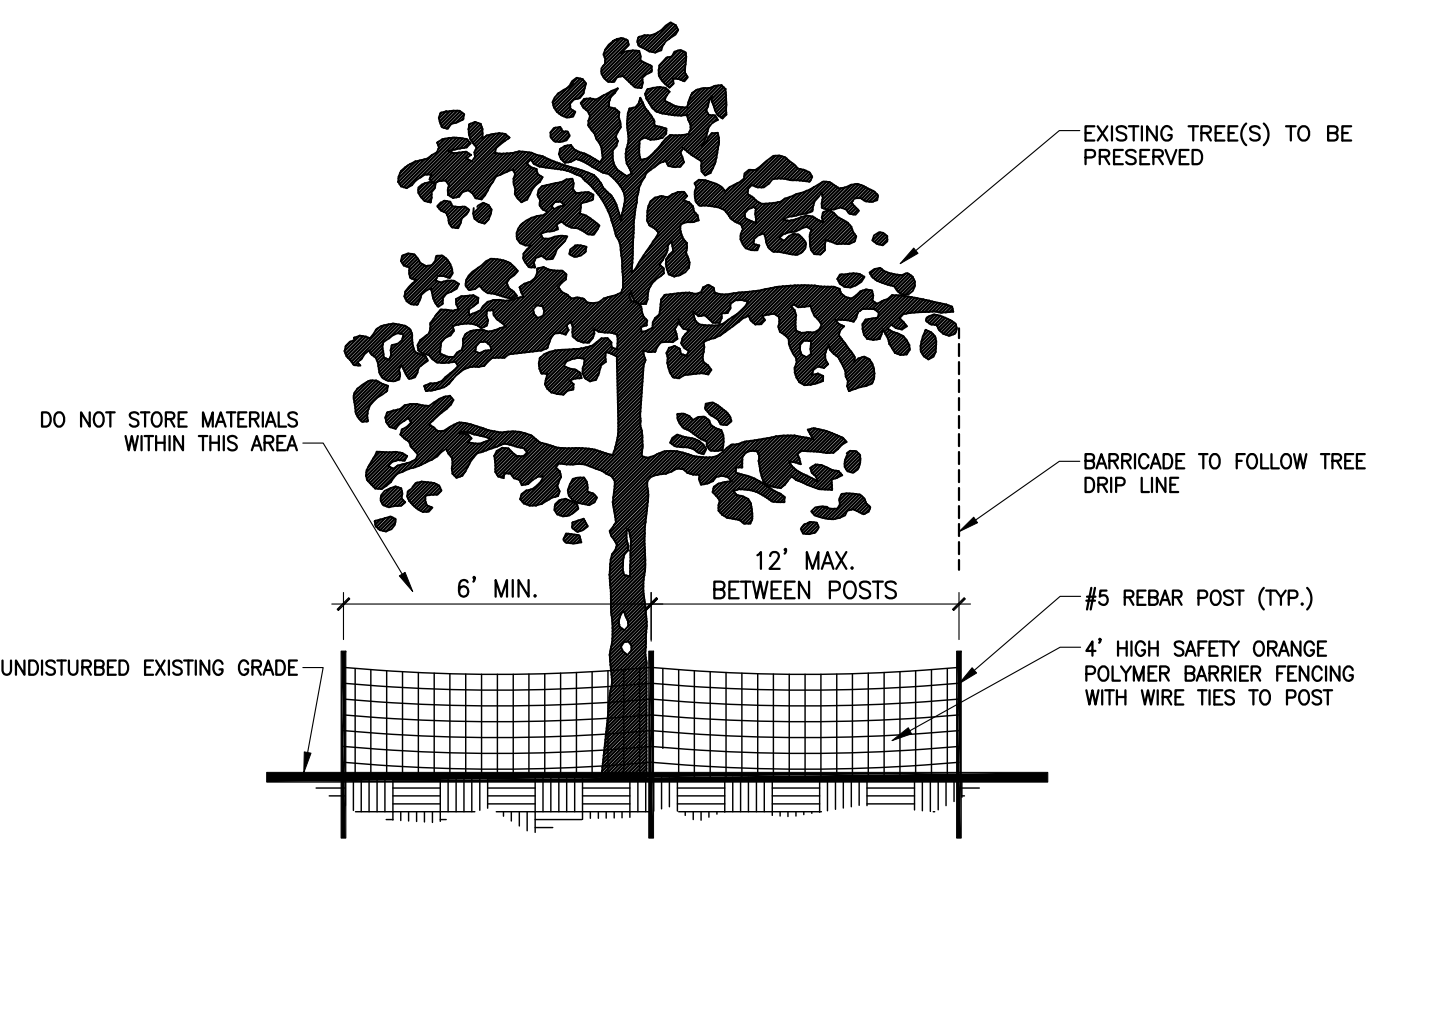 EXISTING TREE(S) TO BE
PRESERVED
DO NOT STORE MATERIALS
WITHIN THIS AREA
BARRICADE TO FOLLOW TREE
DRIP LINE
6' MIN.
12' MAX.
BETWEEN POSTS
#5 REBAR POST (TYP.)
UNDISTURBED EXISTING GRADE
4' HIGH SAFETY ORANGE
POLYMER BARRIER FENCING
WITH WIRE TIES TO POST